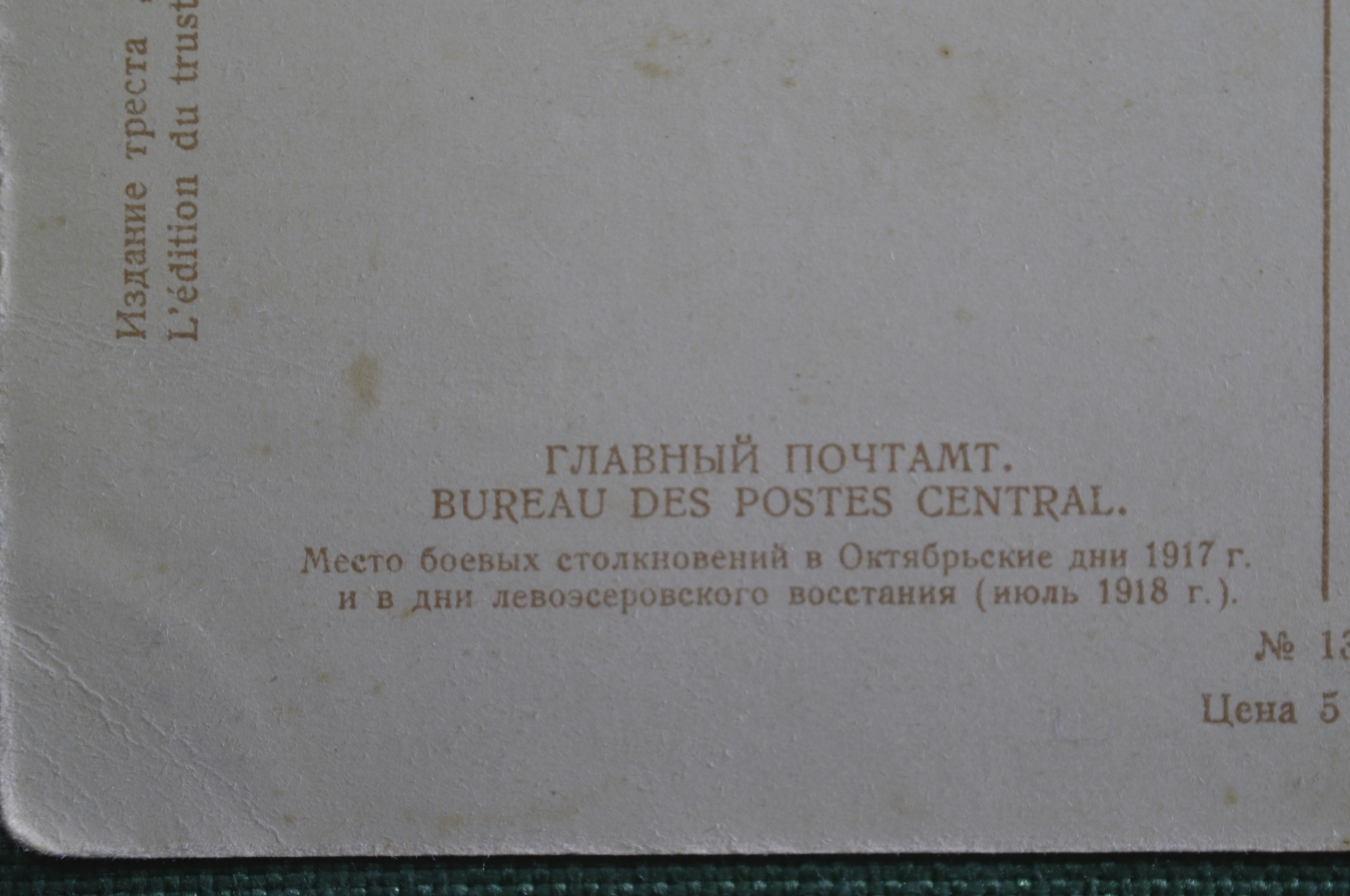 Издание треста
L'édition du trust
ГЛАВНЫЙ ПОЧТАМТ.
BUREAU DES POSTES CENTRAL.
Место боевых столкновений в Октябрьские дни 1917 г.
и в дни левоэсеровского восстания (июль 1918 г.).
№ 13
Цена 5